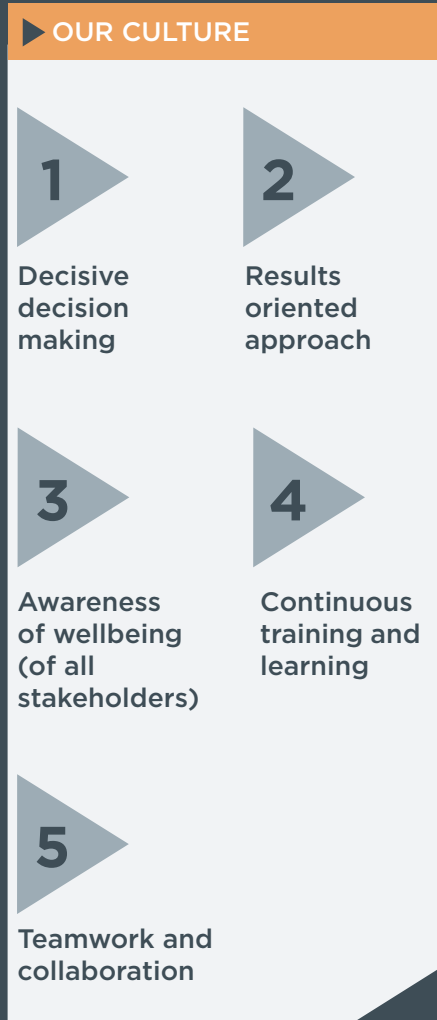 OUR CULTURE
1
Decisive
decision
making
2
Results
oriented
approach
3
Awareness
of wellbeing
(of all
stakeholders)
4
Continuous
training and
learning
5
Teamwork and
collaboration